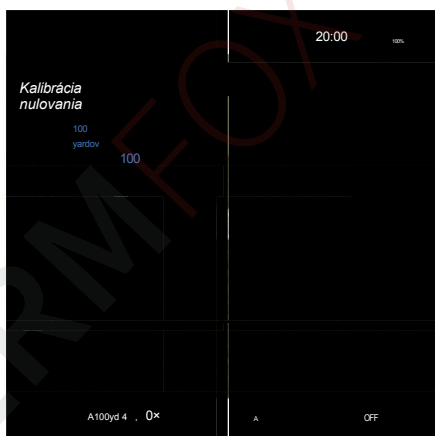 20:00 100%
Kalibrácia
nulovania
100
yardov
100
A100yd 4 , 0×
A
OFF
RMFOX